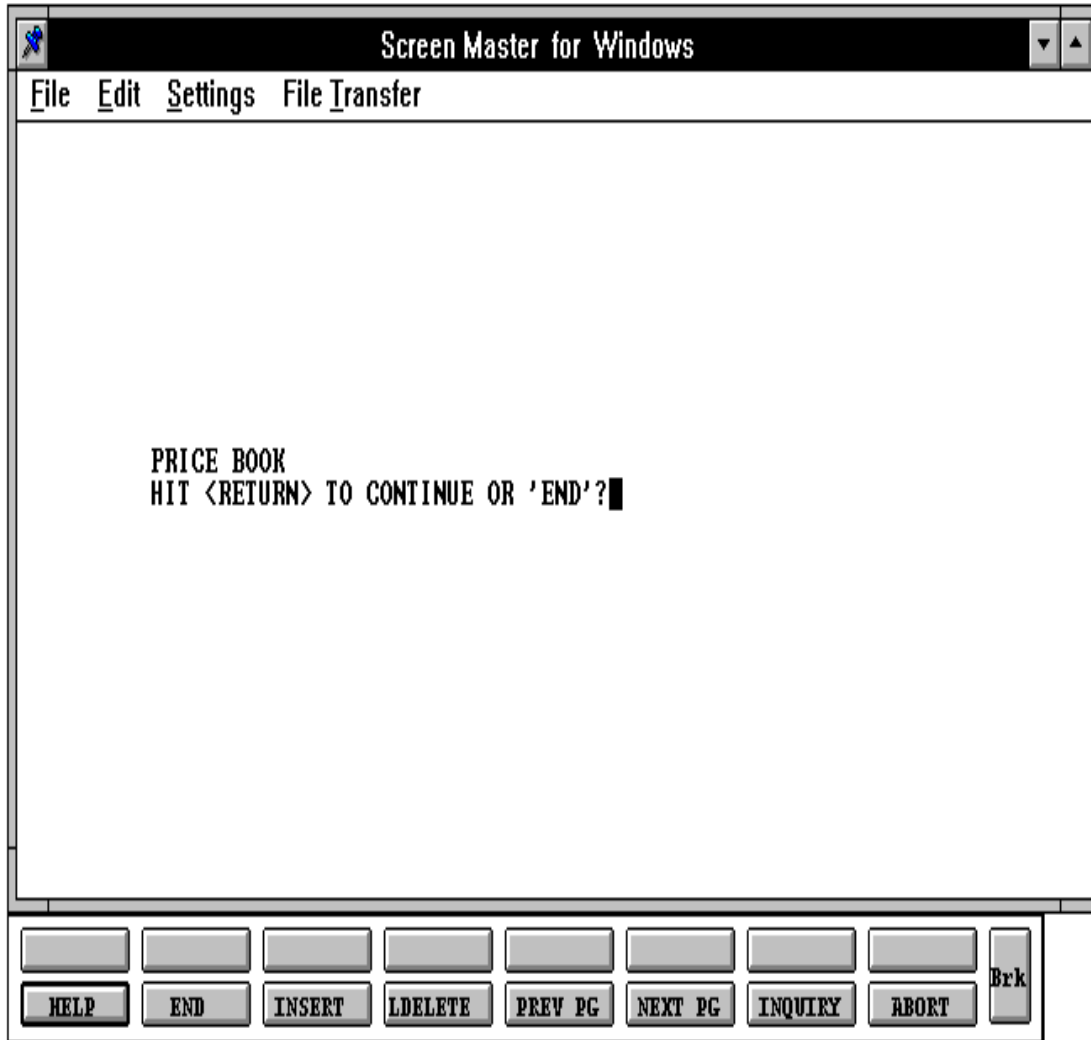 Screen Master for Windows
File Edit Settings File Transfer
PRICE BOOK
HIT <RETURN> TO CONTINUE OR 'END'?
Brk
HELP END INSERT LDELETE PREV PG NEXT PG INQUIRY ABORT